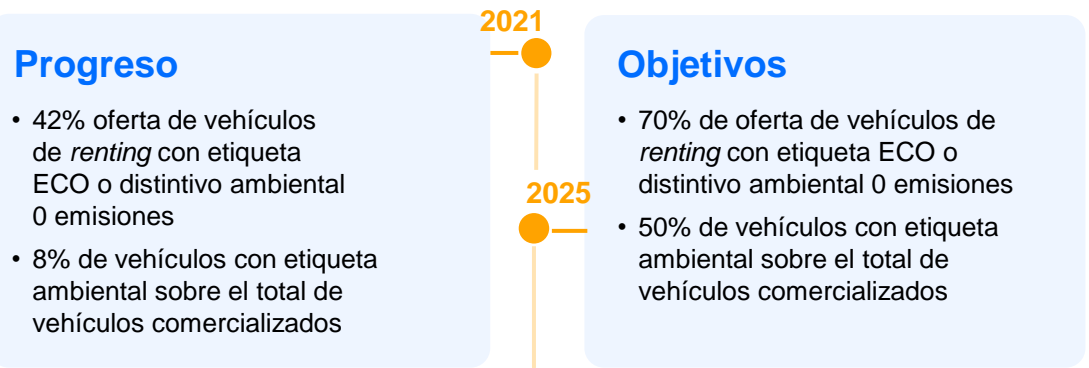 2021
Progreso
• 42% oferta de vehículos
de renting con etiqueta
ECO o distintivo ambiental
0 emisiones
• 8% de vehículos con etiqueta
ambiental sobre el total de
vehículos comercializados
2025
Objetivos
• 70% de oferta de vehículos de
renting con etiqueta ECO o
distintivo ambiental 0 emisiones
• 50% de vehículos con etiqueta
ambiental sobre el total de
vehículos comercializados